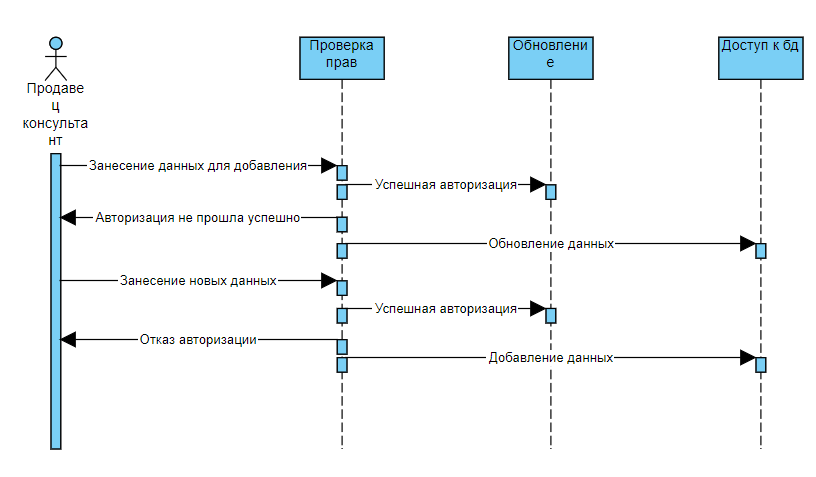 Проверка
прав
Обновлени
е
Доступ к бд
Продаве
ц
консульта
нт
Занесение данных для добавления
Успешная авторизация
Авторизация не прошла успешно
Обновление данных
Занесение новых данных
Успешная авторизация
Отказ авторизации
Добавление данных